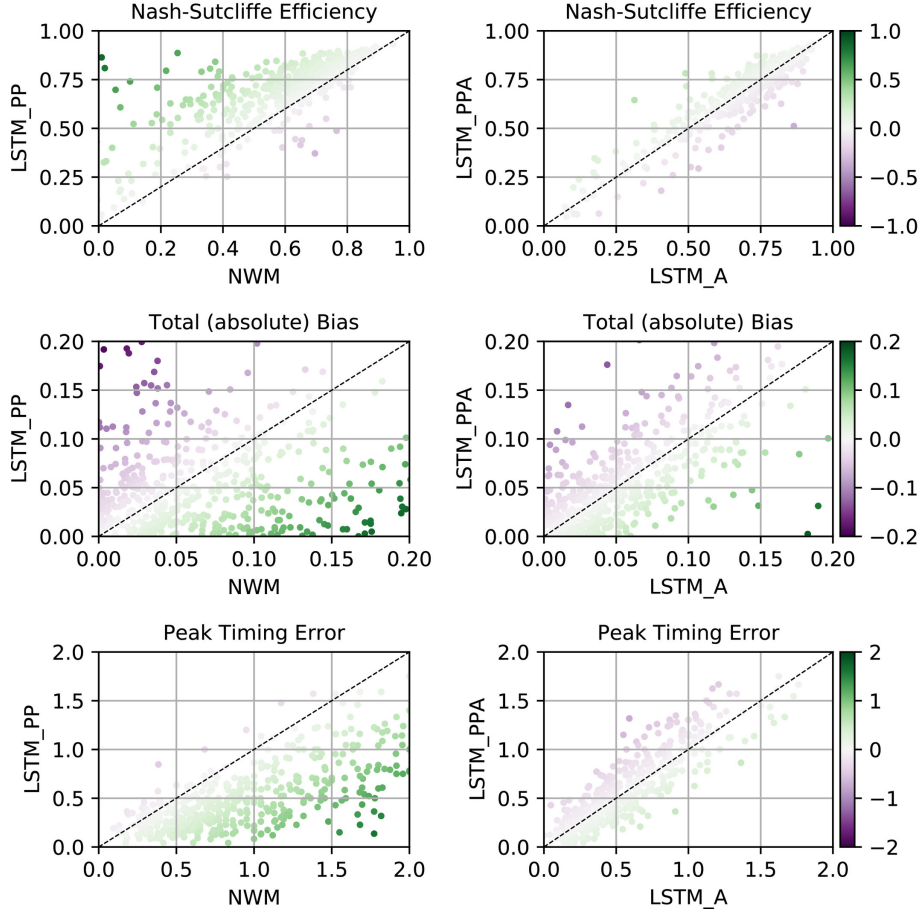 Nash-Sutcliffe Efficiency
1.00
0.75
0.50
0.25
0.00
LSTM_PP
0.0 0.2 0.4 0.6 0.8 1.0
NWM
Nash-Sutcliffe Efficiency
1.00
0.75
0.50
0.25
0.00
LSTM_PPA
0.00 0.25 0.50 0.75 1.00
LSTM_A
1.0
0.5
0.0
−0.5
−1.0
Total (absolute) Bias
0.20
0.15
0.10
0.05
0.00
LSTM_PP
0.00 0.05 0.10 0.15 0.20
NWM
Total (absolute) Bias
0.20
0.15
0.10
0.05
0.00
LSTM_PPA
0.00 0.05 0.10 0.15 0.20
LSTM_A
0.2
0.1
0.0
−0.1
−0.2
Peak Timing Error
2.0
1.5
1.0
0.5
0.0
LSTM_PP
0.0 0.5 1.0 1.5 2.0
NWM
Peak Timing Error
2.0
1.5
1.0
0.5
0.0
LSTM_PPA
0.0 0.5 1.0 1.5 2.0
LSTM_A
2
1
0
−1
−2